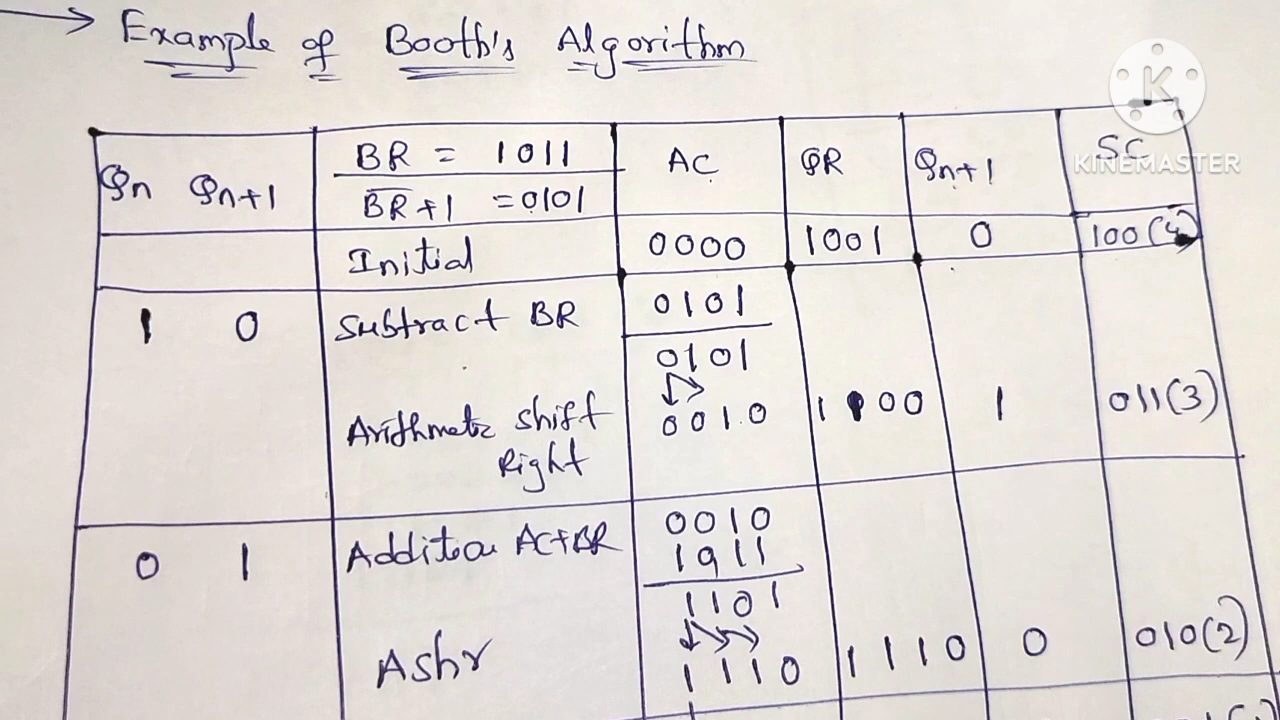 Example of Booth's Algorithm
Qn Qn+1 BR = 1011 AC QR Qn+1 SC
BR+1 = 0101
Initial 0000 1001 0 100(4)
1 0 Subtract BR 0101
0101
Arithmetic shift Right 0010 1100 1 011(3)
0 1 Addition AC+BR 0010
1011
1101
Ashr 1110 1110 0 010(2)
K
KINEMASTER